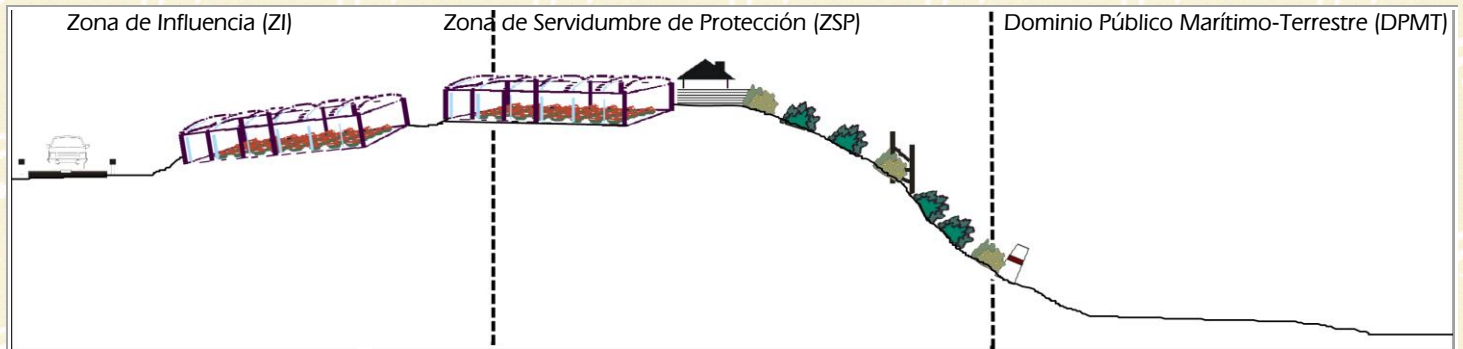 Zona de Influencia (ZI) Zona de Servidumbre de Protección (ZSP) Dominio Público Marítimo-Terrestre (DPMT)